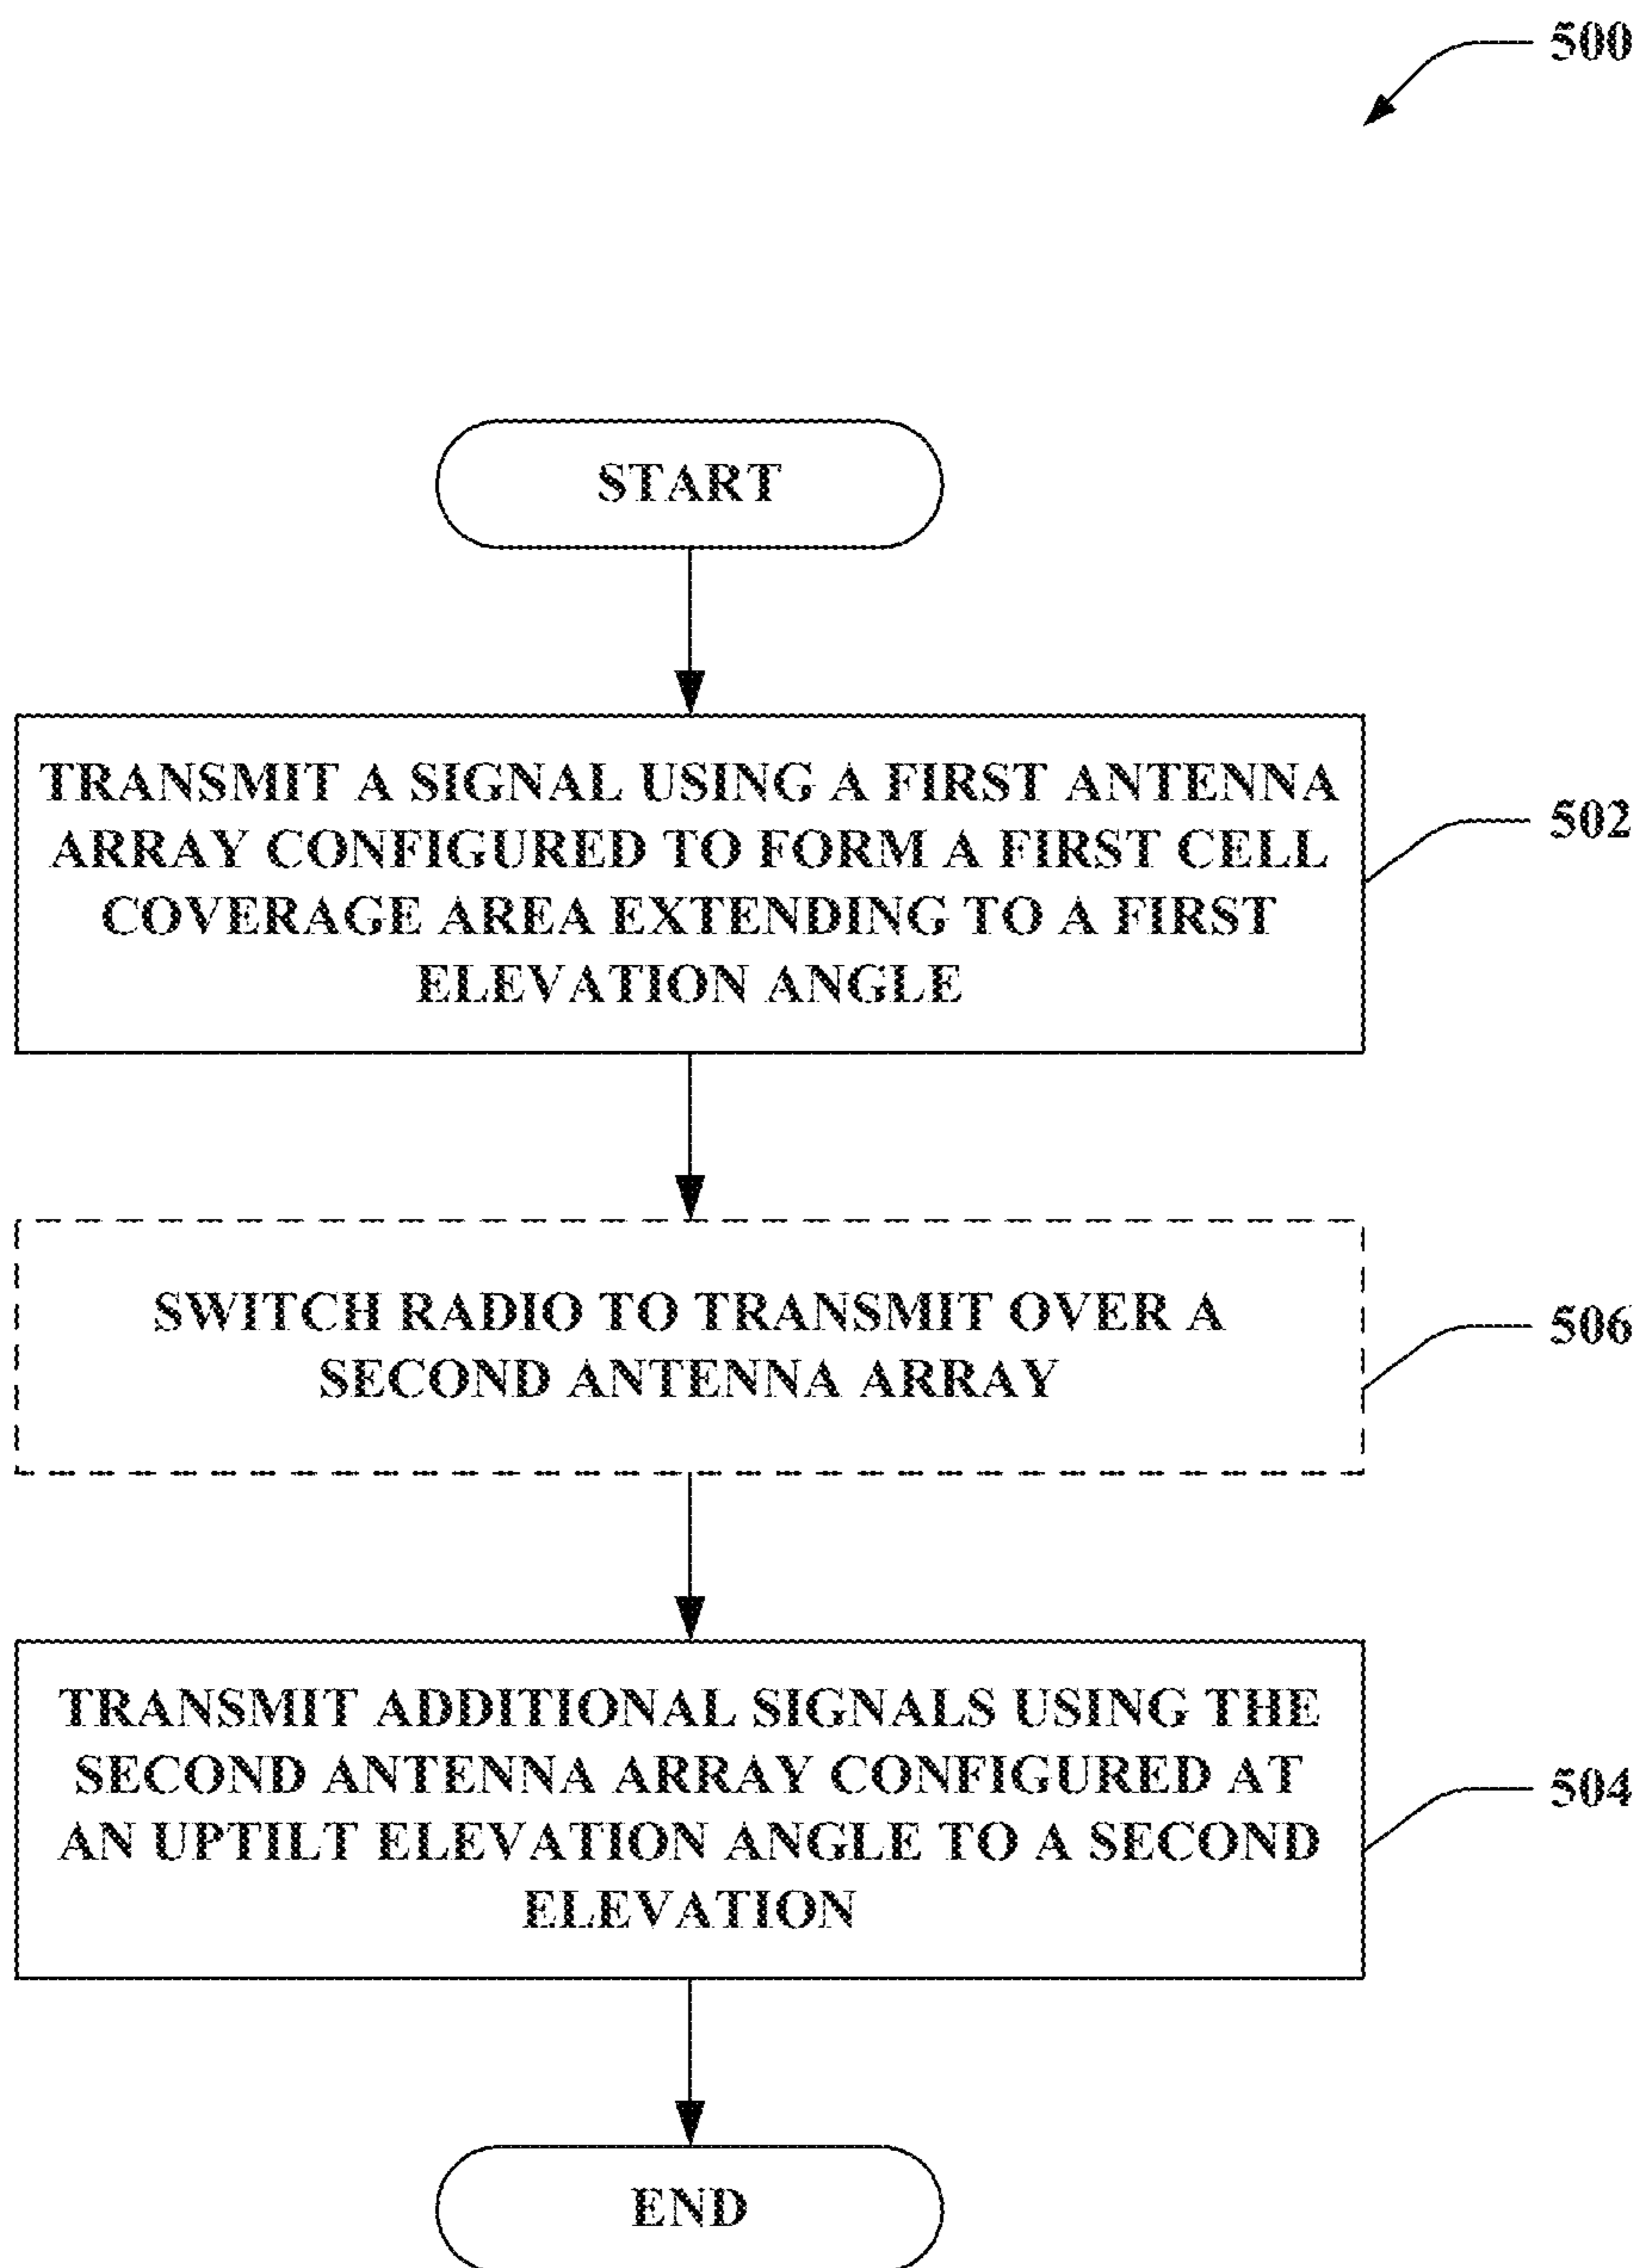 500
START
TRANSMIT A SIGNAL USING A FIRST ANTENNA
ARRAY CONFIGURED TO FORM A FIRST CELL
COVERAGE AREA EXTENDING TO A FIRST
ELEVATION ANGLE
502
SWITCH RADIO TO TRANSMIT OVER A
SECOND ANTENNA ARRAY
506
TRANSMIT ADDITIONAL SIGNALS USING THE
SECOND ANTENNA ARRAY CONFIGURED AT
AN UPTILT ELEVATION ANGLE TO A SECOND
ELEVATION
504
END